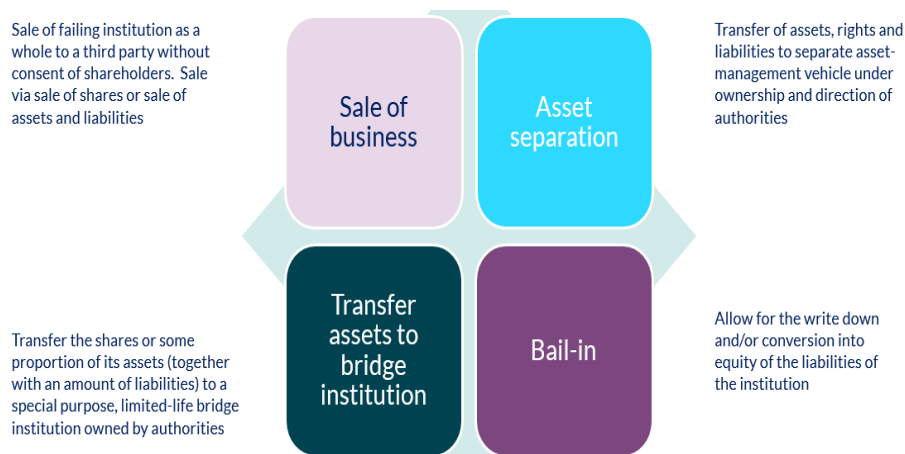 Sale of failing institution as a
whole to a third party without
consent of shareholders. Sale
via sale of shares or sale of
assets and liabilities
Sale of
business
Asset
separation
Transfer of assets, rights and
liabilities to separate asset-
management vehicle under
ownership and direction of
authorities
Transfer the shares or some
proportion of its assets (together
with an amount of liabilities) to a
special purpose, limited-life bridge
institution owned by authorities
Transfer
assets to
bridge
institution
Bail-in
Allow for the write down
and/or conversion into
equity of the liabilities of
the institution